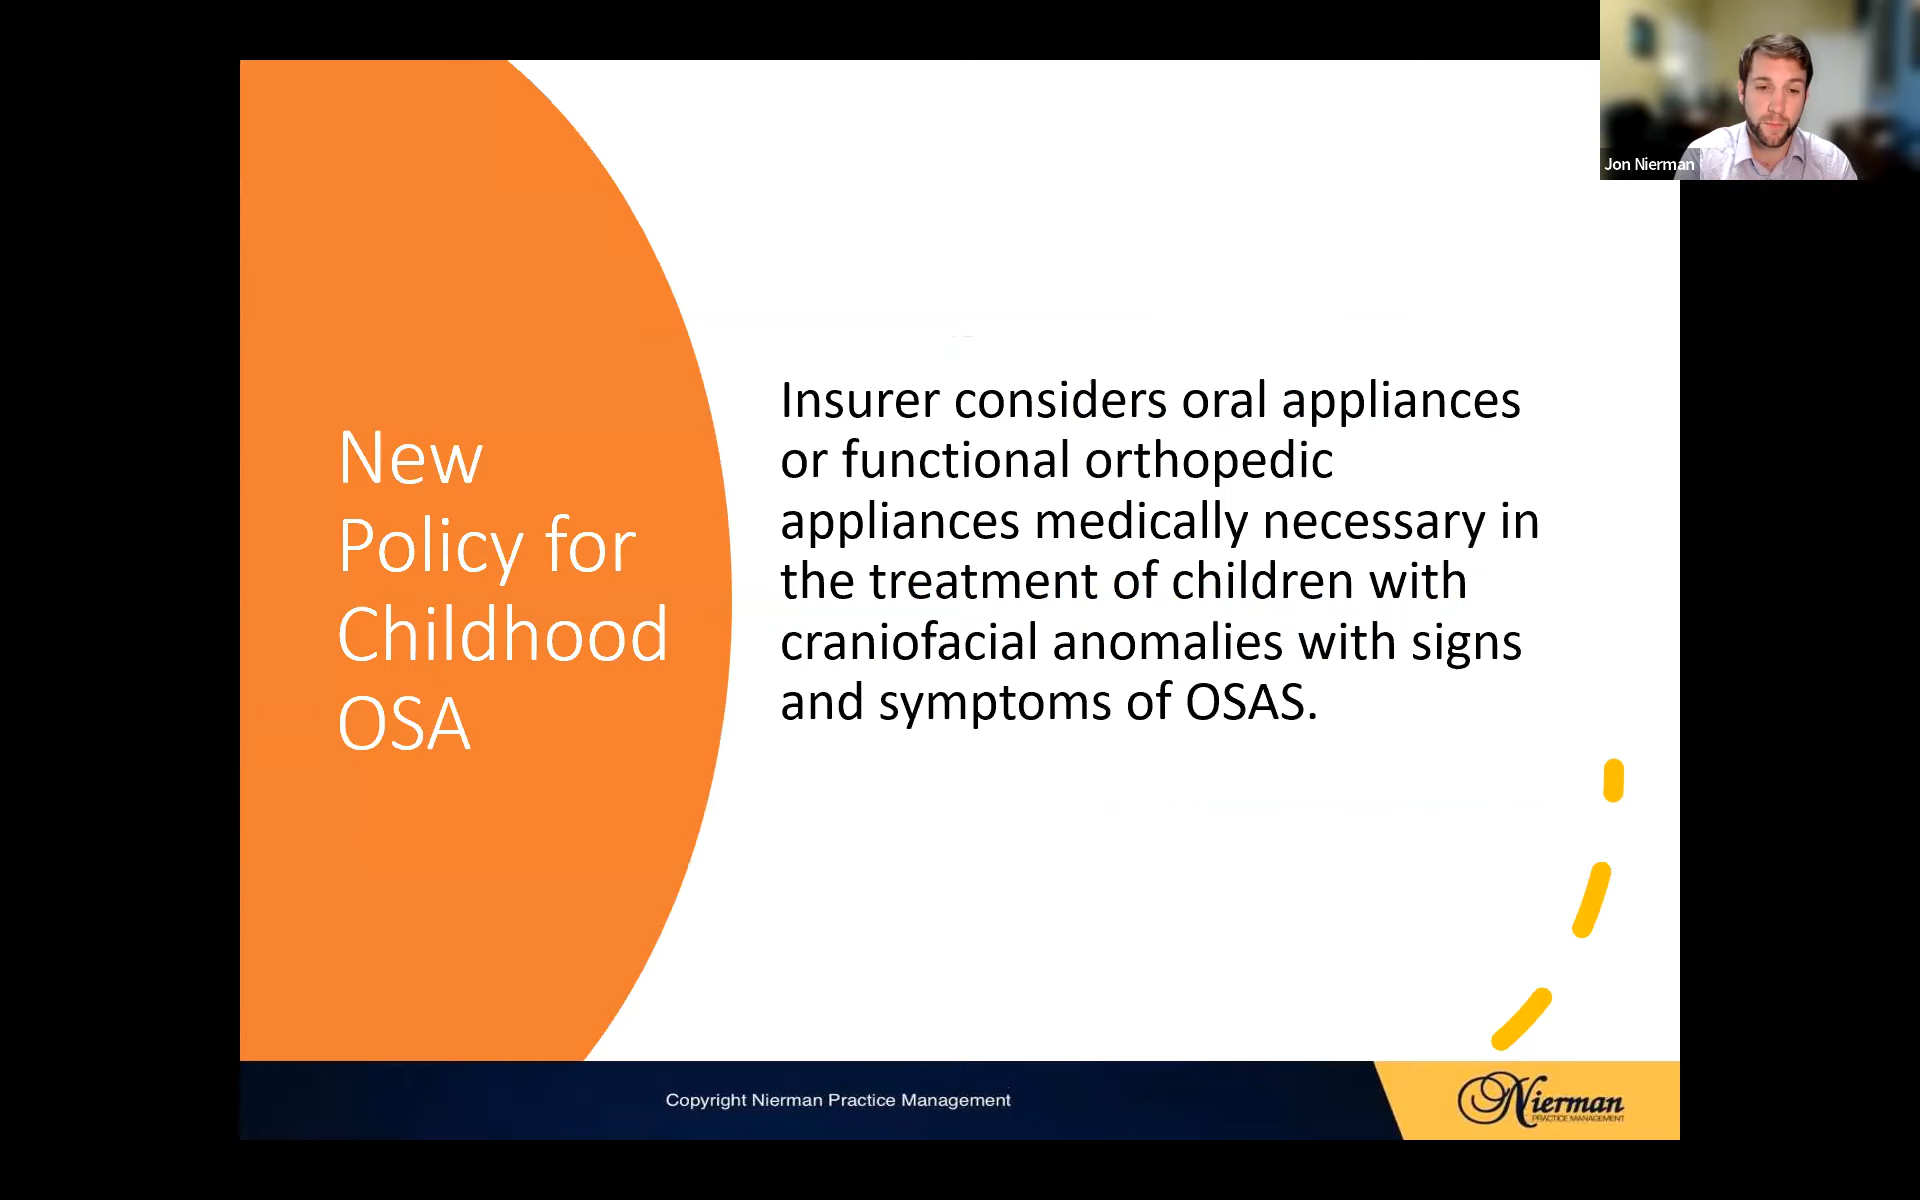 Jon Nierman
New
Policy for
Childhood
OSA
Insurer considers oral appliances
or functional orthopedic
appliances medically necessary in
the treatment of children with
craniofacial anomalies with signs
and symptoms of OSAS.
Copyright Nierman Practice Management
Nierman
PRACTICE MANAGEMENT